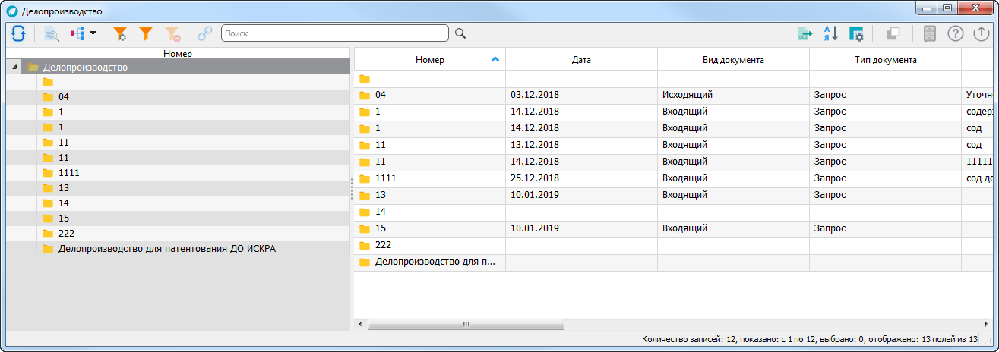 Делопроизводство
Поиск
А
Я
Номер
Делопроизводство
04
1
1
11
11
1111
13
14
15
222
Делопроизводство для патентования ДО ИСКРА
Номер Дата Вид документа Тип документа
04 03.12.2018 Исходящий Запрос Уточн
1 14.12.2018 Входящий Запрос содер
1 14.12.2018 Входящий Запрос сод
11 13.12.2018 Входящий Запрос сод
11 14.12.2018 Входящий Запрос 11111
1111 25.12.2018 Входящий Запрос сод до
13 10.01.2019 Входящий Запрос
14
15 10.01.2019 Входящий Запрос
222
Делопроизводство для п...
Количество записей: 12, показано: с 1 по 12, выбрано: 0, отображено: 13 полей из 13